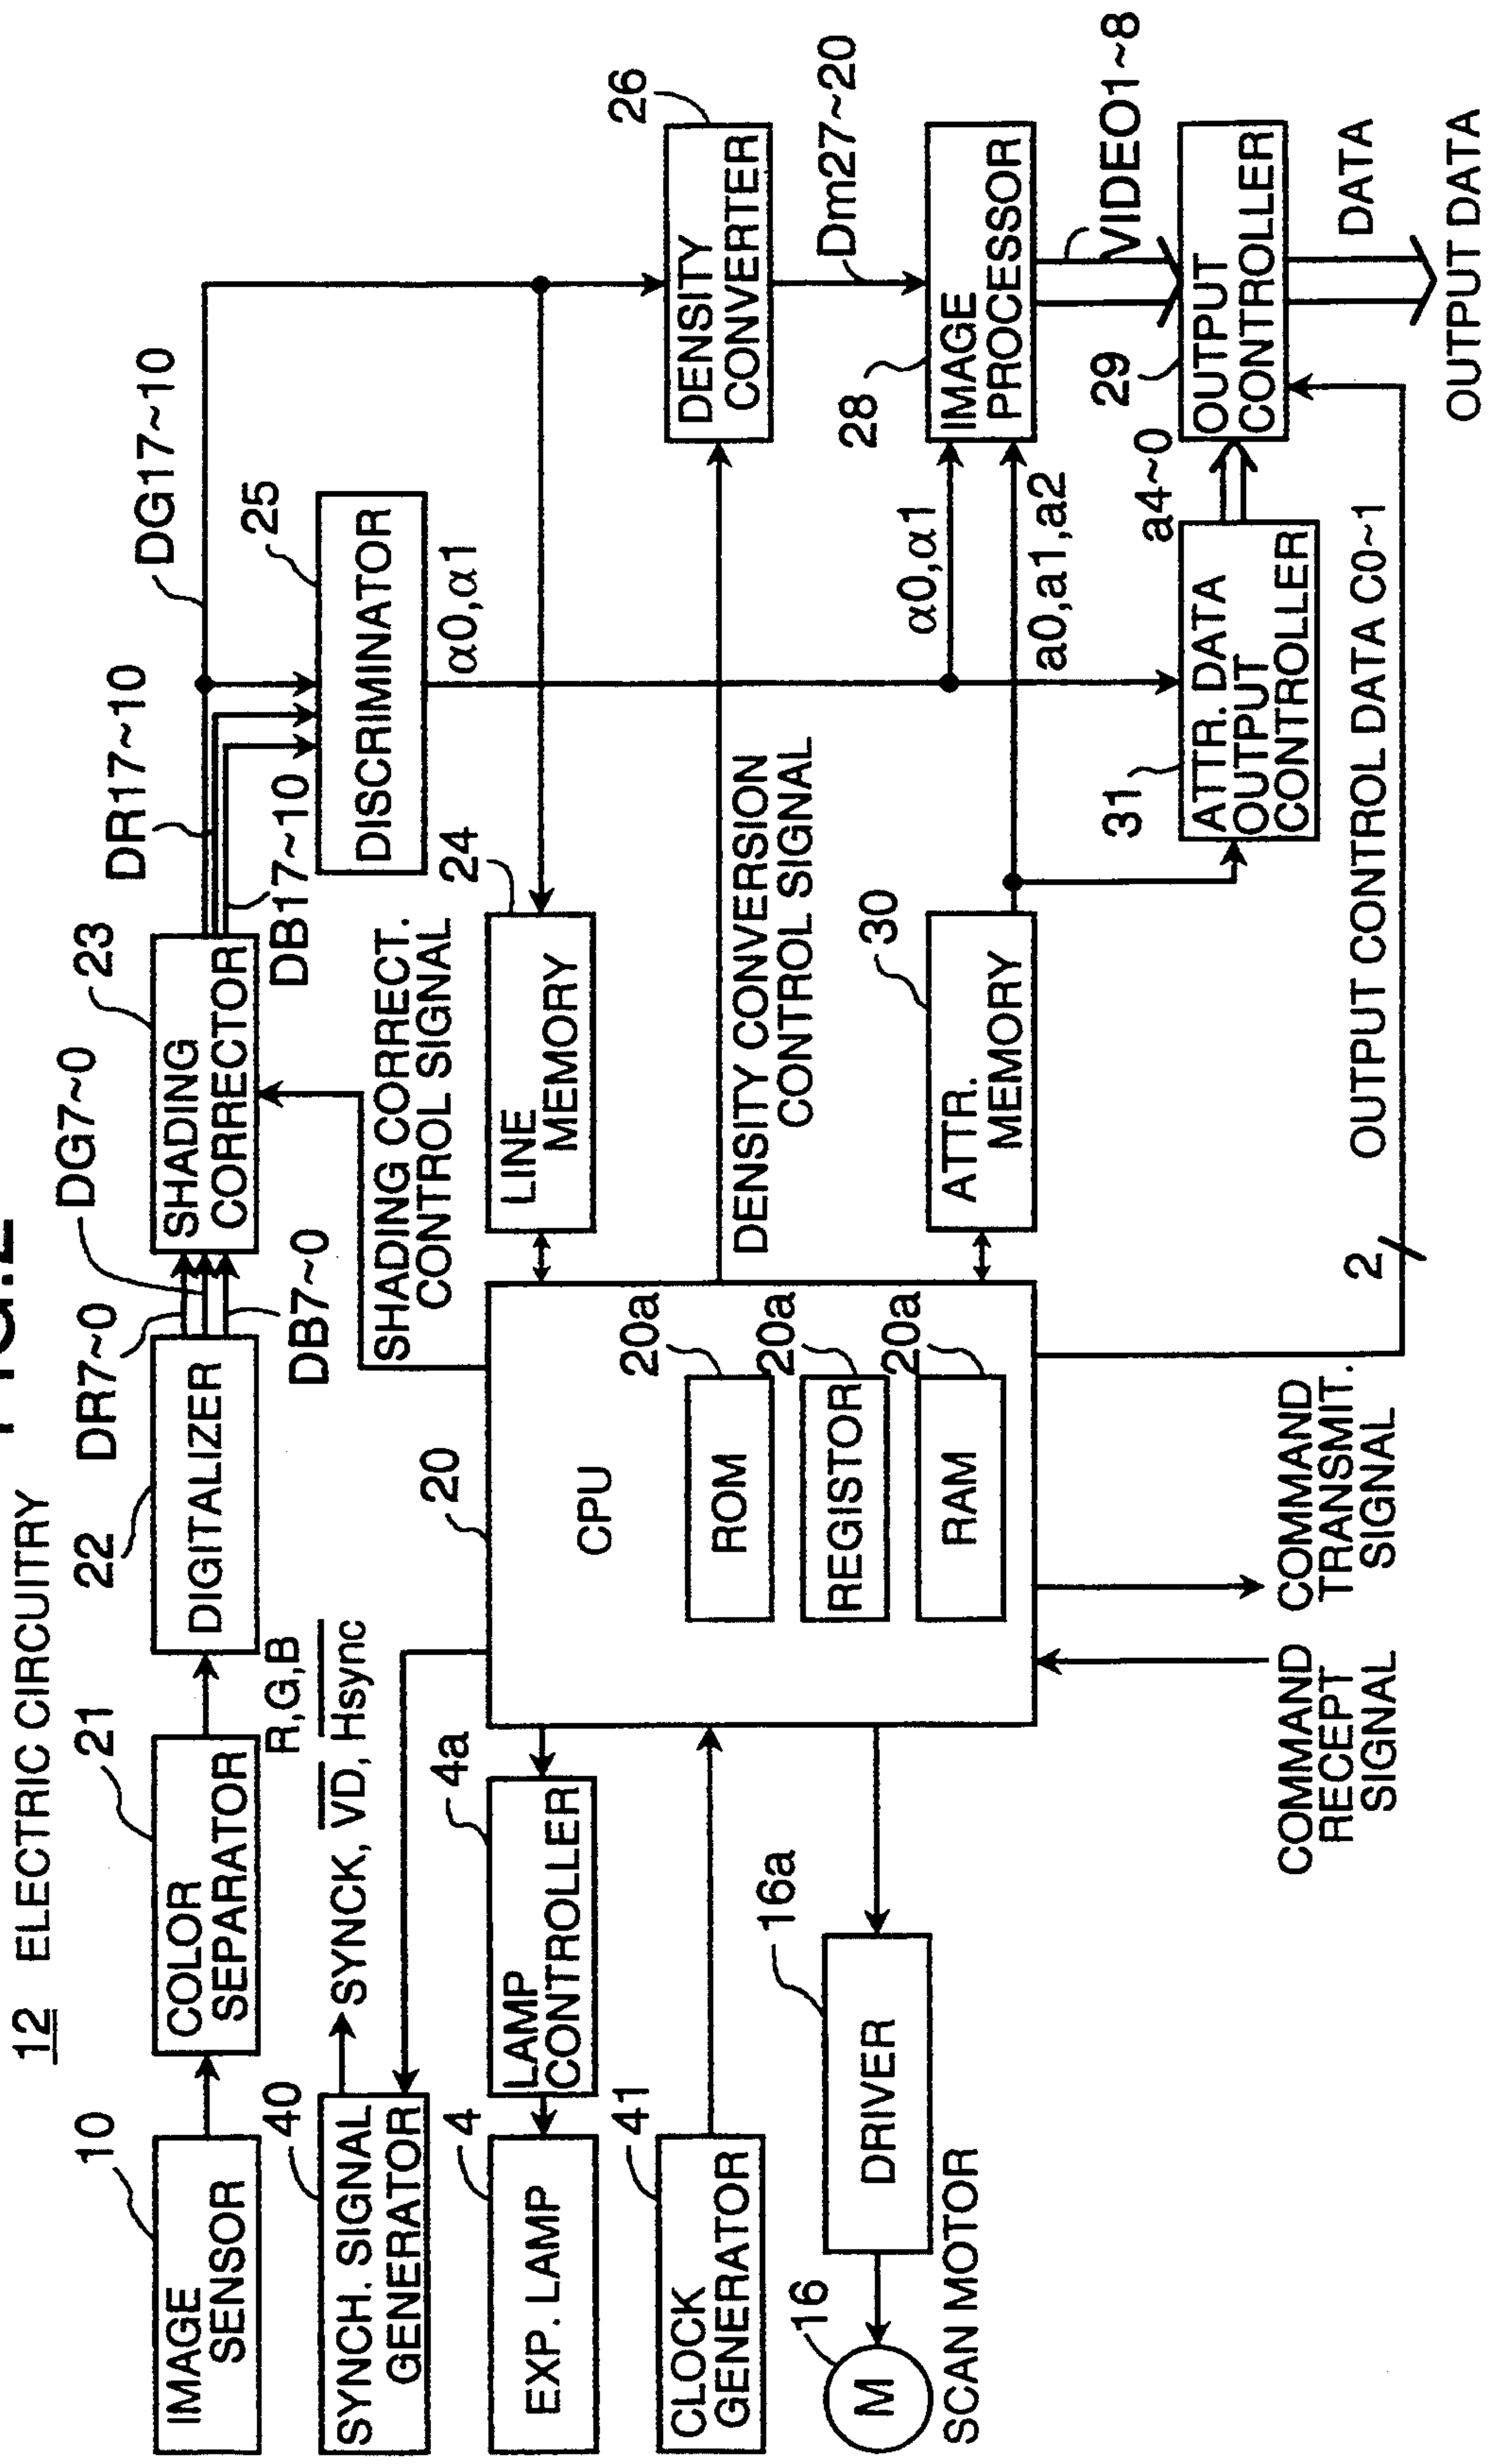 12 ELECTRIC CIRCUITRY
FIG.2
10
IMAGE
SENSOR
21
COLOR
SEPARATOR
R,G,B
22
DIGITALIZER
DR7~0
DG7~0
DB7~0
23
SHADING
CORRECTOR
DR17~10
DG17~10
DB17~10
25
DISCRIMINATOR
α0,α1
40
SYNCH. SIGNAL
GENERATOR
SYNCK, VD, Hsync
SHADING CORRECT.
CONTROL SIGNAL
4
EXP. LAMP
4a
LAMP
CONTROLLER
20
CPU
20a
ROM
20a
REGISTOR
20a
RAM
24
LINE
MEMORY
26
DENSITY
CONVERTER
Dm27~20
41
CLOCK
GENERATOR
DENSITY CONVERSION
CONTROL SIGNAL
16
M
SCAN MOTOR
16a
DRIVER
30
ATTR.
MEMORY
α0,α1
a0,a1,a2
28
IMAGE
PROCESSOR
VIDEO1~8
31
ATTR. DATA
OUTPUT
CONTROLLER
a4~0
29
OUTPUT
CONTROLLER
DATA
OUTPUT DATA
OUTPUT CONTROL DATA C0~1
2
COMMAND
RECEPT
SIGNAL
COMMAND
TRANSMIT.
SIGNAL